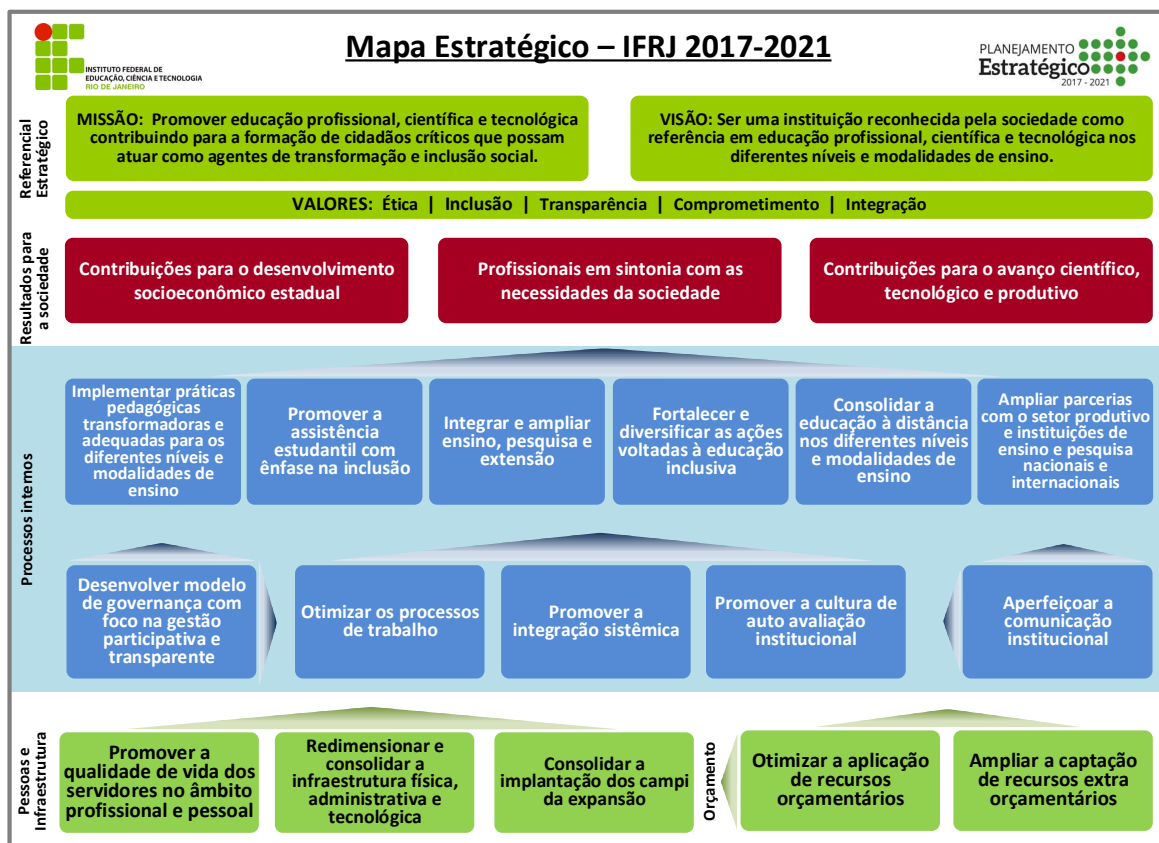 Mapa Estratégico – IFRJ 2017-2021
INSTITUTO FEDERAL DE
EDUCAÇÃO, CIÊNCIA E TECNOLOGIA
RIO DE JANEIRO
PLANEJAMENTO
Estratégico
2017 - 2021
Referencial
Estratégico
MISSÃO: Promover educação profissional, científica e tecnológica
contribuindo para a formação de cidadãos críticos que possam
atuar como agentes de transformação e inclusão social.
VISÃO: Ser uma instituição reconhecida pela sociedade como
referência em educação profissional, científica e tecnológica nos
diferentes níveis e modalidades de ensino.
VALORES: Ética | Inclusão | Transparência | Comprometimento | Integração
Resultados para
a sociedade
Contribuições para o desenvolvimento
socioeconômico estadual
Profissionais em sintonia com as
necessidades da sociedade
Contribuições para o avanço científico,
tecnológico e produtivo
Processos internos
Implementar práticas
pedagógicas
transformadoras e
adequadas para os
diferentes níveis e
modalidades de
ensino
Promover a
assistência
estudantil com
ênfase na inclusão
Integrar e ampliar
ensino, pesquisa e
extensão
Fortalecer e
diversificar as ações
voltadas à educação
inclusiva
Consolidar a
educação à distância
nos diferentes níveis
e modalidades de
ensino
Ampliar parcerias
com o setor produtivo
e instituições de
ensino e pesquisa
nacionais e
internacionais
Desenvolver modelo
de governança com
foco na gestão
participativa e
transparente
Otimizar os processos
de trabalho
Promover a
integração sistêmica
Promover a cultura de
auto avaliação
institucional
Aperfeiçoar a
comunicação
institucional
Pessoas e
Infraestrutura
Promover a
qualidade de vida dos
servidores no âmbito
profissional e pessoal
Redimensionar e
consolidar a
infraestrutura física,
administrativa e
tecnológica
Consolidar a
implantação dos campi
da expansão
Orçamento
Otimizar a aplicação
de recursos
orçamentários
Ampliar a captação
de recursos extra
orçamentários